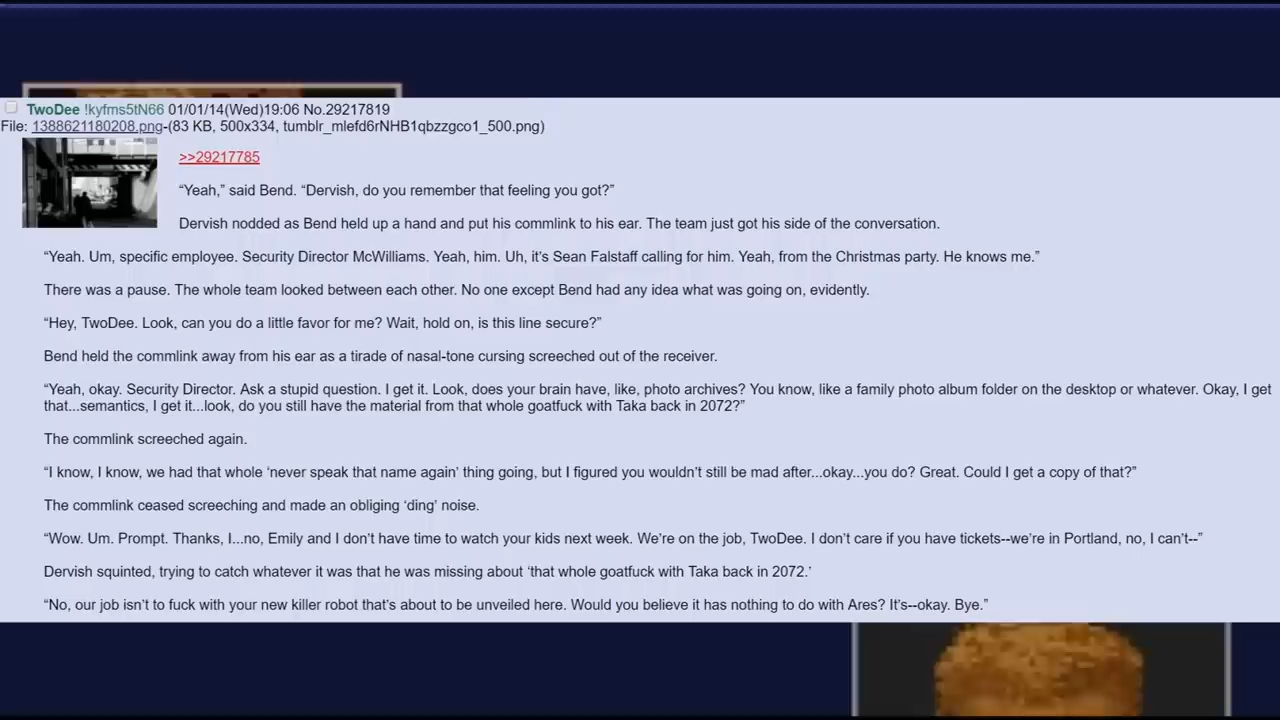 TwoDee !kyfms5tN66 01/01/14(Wed)19:06 No.29217819
File: 1388621180208.png-(83 KB, 500x334, tumblr_mlefd6rNHB1qbzzgco1_500.png)
>>29217785
“Yeah,” said Bend. “Dervish, do you remember that feeling you got?”
Dervish nodded as Bend held up a hand and put his commlink to his ear. The team just got his side of the conversation.
“Yeah. Um, specific employee. Security Director McWilliams. Yeah, him. Uh, it’s Sean Falstaff calling for him. Yeah, from the Christmas party. He knows me.”
There was a pause. The whole team looked between each other. No one except Bend had any idea what was going on, evidently.
“Hey, TwoDee. Look, can you do a little favor for me? Wait, hold on, is this line secure?”
Bend held the commlink away from his ear as a tirade of nasal-tone cursing screeched out of the receiver.
“Yeah, okay. Security Director. Ask a stupid question. I get it. Look, does your brain have, like, photo archives? You know, like a family photo album folder on the desktop or whatever. Okay, I get
that...semantics, I get it...look, do you still have the material from that whole goatfuck with Taka back in 2072?”
The commlink screeched again.
“I know, I know, we had that whole ‘never speak that name again’ thing going, but I figured you wouldn’t still be mad after...okay...you do? Great. Could I get a copy of that?”
The commlink ceased screeching and made an obliging ‘ding’ noise.
“Wow. Um. Prompt. Thanks, I...no, Emily and I don’t have time to watch your kids next week. We’re on the job, TwoDee. I don’t care if you have tickets--we’re in Portland, no, I can’t--”
Dervish squinted, trying to catch whatever it was that he was missing about ‘that whole goatfuck with Taka back in 2072.’
“No, our job isn’t to fuck with your new killer robot that’s about to be unveiled here. Would you believe it has nothing to do with Ares? It’s--okay. Bye.”